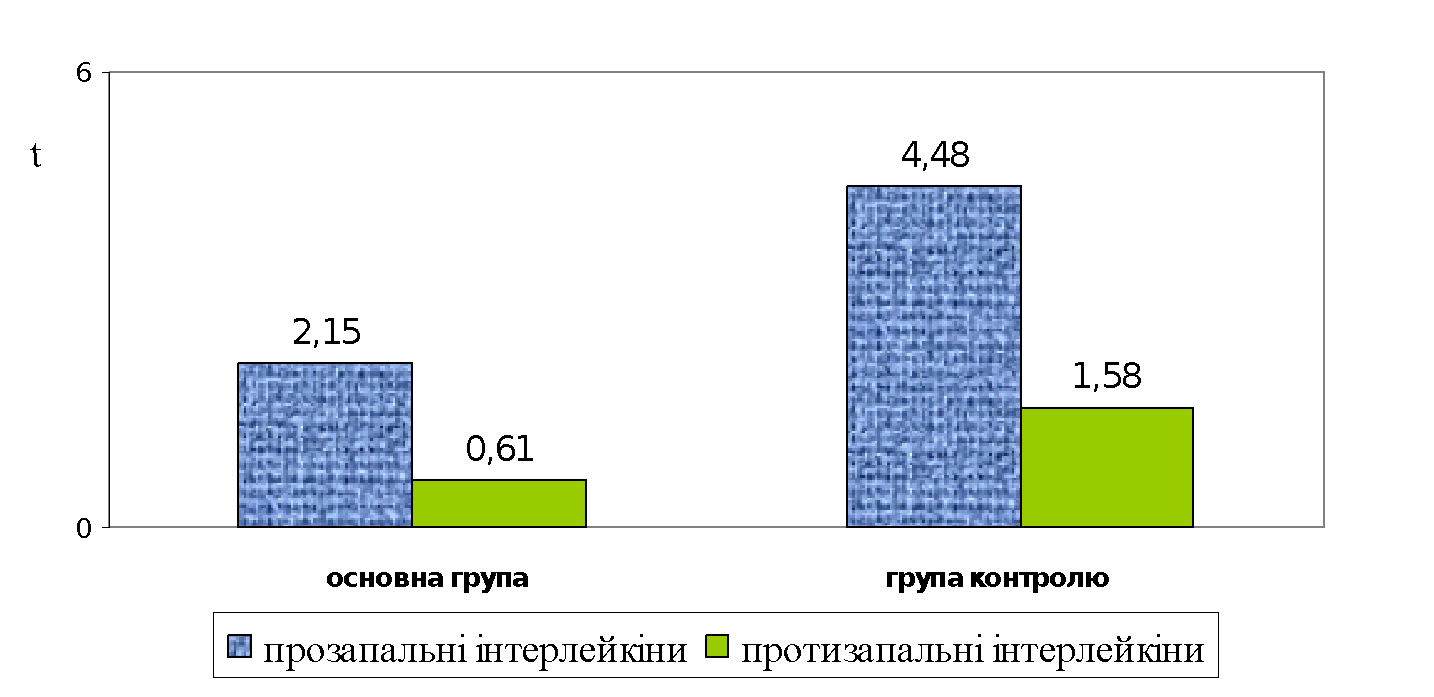 6
t
4,48
2,15
1,58
0,61
0
основна група
група контролю
прозапальні інтерлейкіни
протизапальні інтерлейкіни